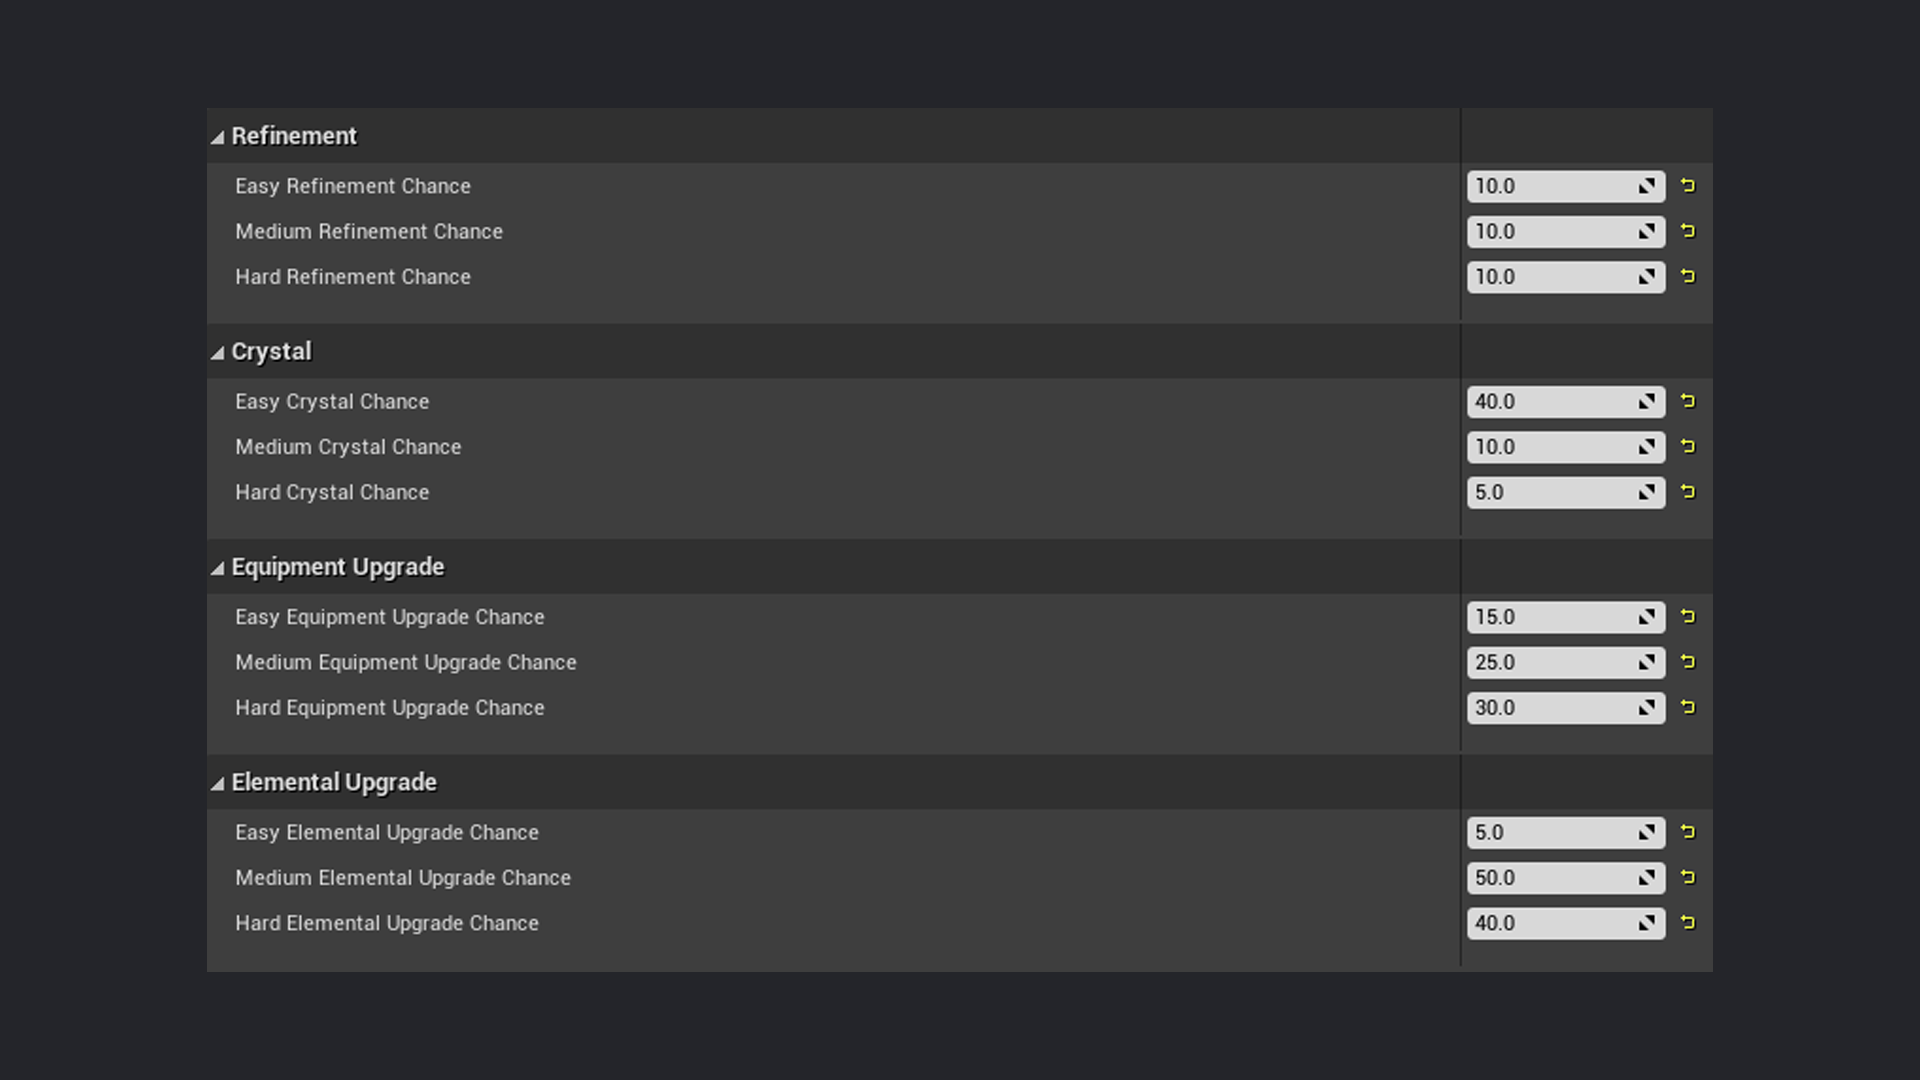 Refinement
Easy Refinement Chance 10.0
Medium Refinement Chance 10.0
Hard Refinement Chance 10.0
Crystal
Easy Crystal Chance 40.0
Medium Crystal Chance 10.0
Hard Crystal Chance 5.0
Equipment Upgrade
Easy Equipment Upgrade Chance 15.0
Medium Equipment Upgrade Chance 25.0
Hard Equipment Upgrade Chance 30.0
Elemental Upgrade
Easy Elemental Upgrade Chance 5.0
Medium Elemental Upgrade Chance 50.0
Hard Elemental Upgrade Chance 40.0